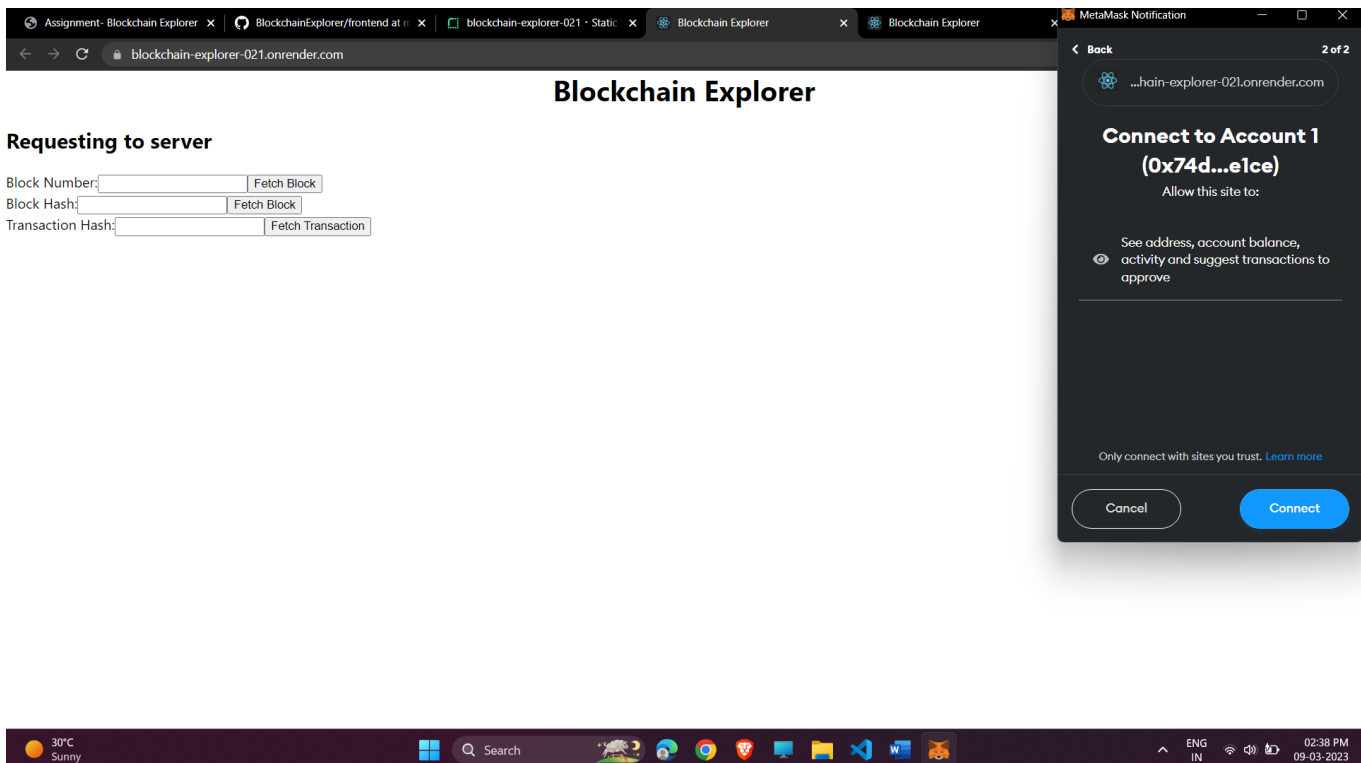 Assignment- Blockchain Explorer
BlockchainExplorer/frontend at m
blockchain-explorer-021 · Static
Blockchain Explorer
Blockchain Explorer
blockchain-explorer-021.onrender.com
Blockchain Explorer
Requesting to server
Block Number: Fetch Block
Block Hash: Fetch Block
Transaction Hash: Fetch Transaction
MetaMask Notification
Back 2 of 2
...hain-explorer-021.onrender.com
Connect to Account 1
(0x74d...e1ce)
Allow this site to:
See address, account balance,
activity and suggest transactions to
approve
Only connect with sites you trust. Learn more
Cancel Connect
30°C
Sunny
Search
ENG
IN
02:38 PM
09-03-2023